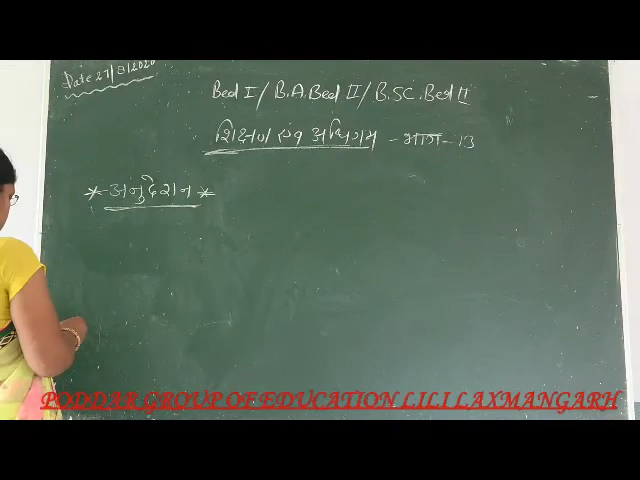 Date 27/8/2020
Bed I / B.A. Bed II / B.SC. Bed II
शिक्षण एवं अधिगम - भाग - 13
* अनुदेशन *
PODDAR GROUP OF EDUCATION LILI LAXMANGARH